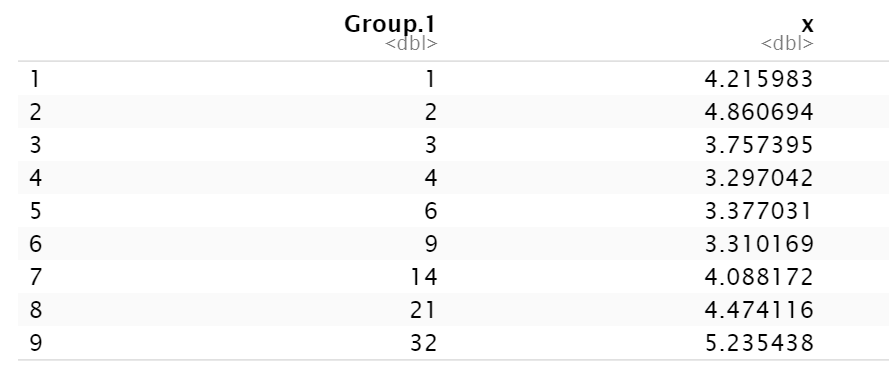 Group.1 x
<dbl> <dbl>
1 1 4.215983
2 2 4.860694
3 3 3.757395
4 4 3.297042
5 6 3.377031
6 9 3.310169
7 14 4.088172
8 21 4.474116
9 32 5.235438